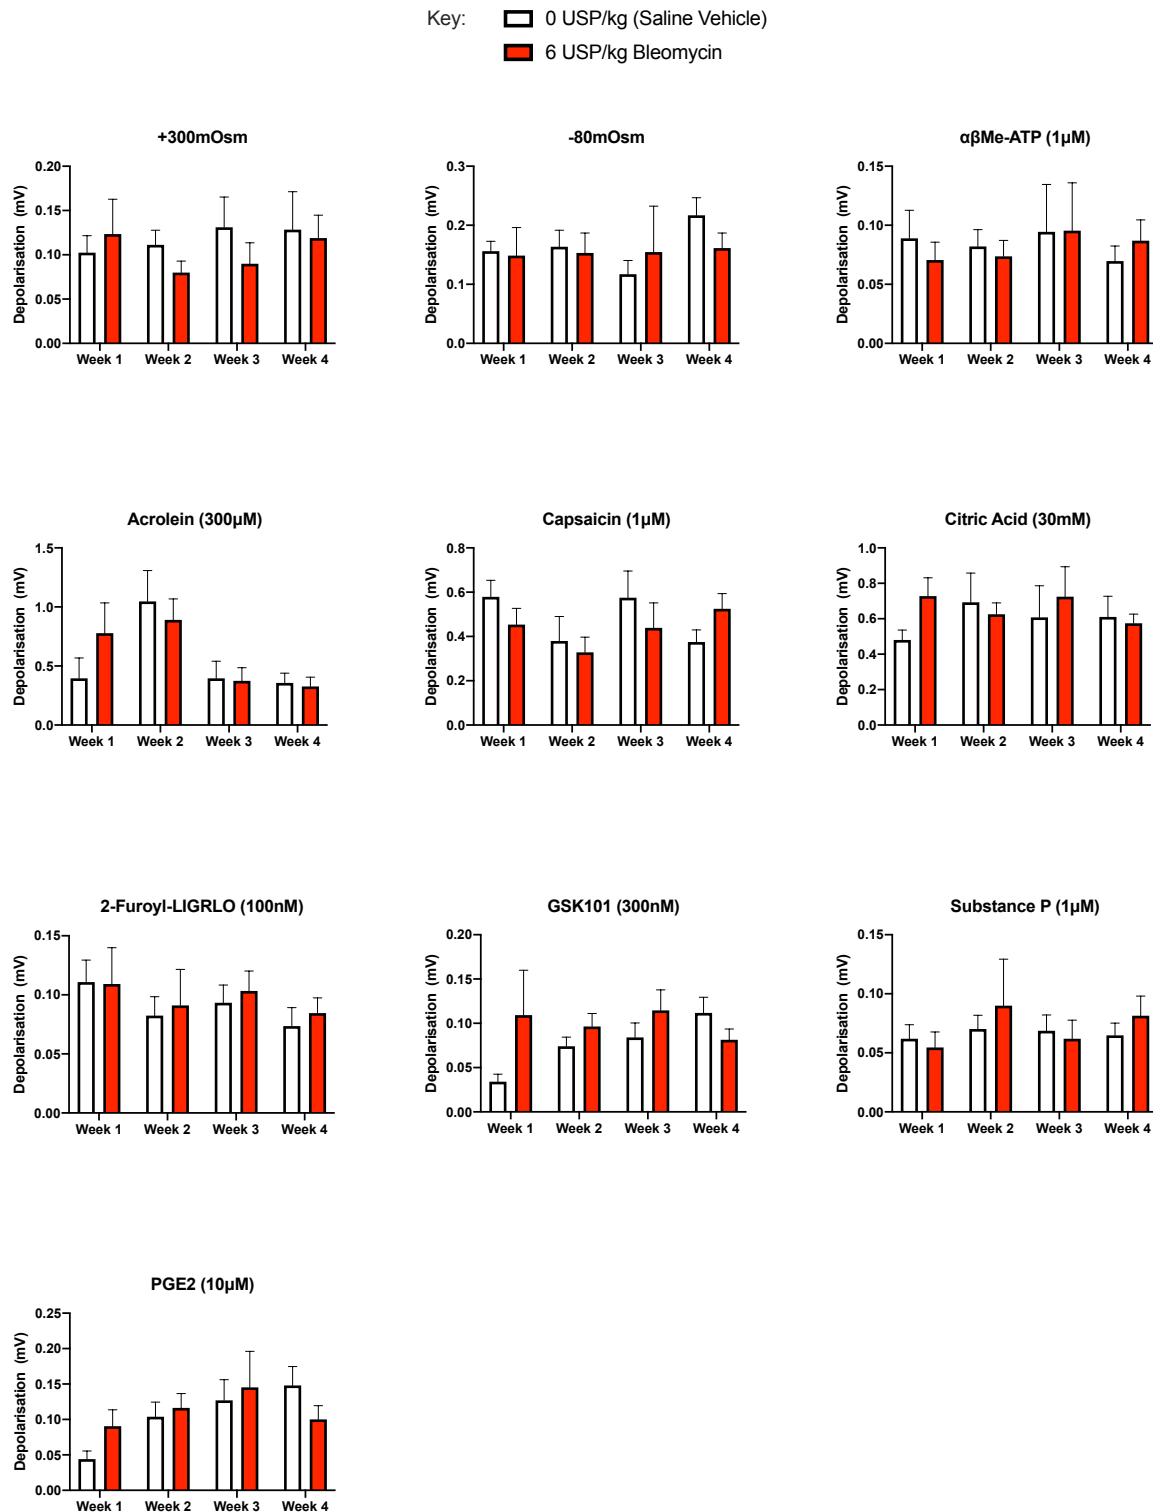 Key: 0 USP/kg (Saline Vehicle)
6 USP/kg Bleomycin
+300mOsm
Depolarisation (mV)
0.20
0.15
0.10
0.05
0.00
Week 1 Week 2 Week 3 Week 4
-80mOsm
Depolarisation (mV)
0.3
0.2
0.1
0.0
Week 1 Week 2 Week 3 Week 4
αβMe-ATP (1µM)
Depolarisation (mV)
0.15
0.10
0.05
0.00
Week 1 Week 2 Week 3 Week 4
Acrolein (300µM)
Depolarisation (mV)
1.5
1.0
0.5
0.0
Week 1 Week 2 Week 3 Week 4
Capsaicin (1µM)
Depolarisation (mV)
0.8
0.6
0.4
0.2
0.0
Week 1 Week 2 Week 3 Week 4
Citric Acid (30mM)
Depolarisation (mV)
1.0
0.8
0.6
0.4
0.2
0.0
Week 1 Week 2 Week 3 Week 4
2-Furoyl-LIGRLO (100nM)
Depolarisation (mV)
0.15
0.10
0.05
0.00
Week 1 Week 2 Week 3 Week 4
GSK101 (300nM)
Depolarisation (mV)
0.20
0.15
0.10
0.05
0.00
Week 1 Week 2 Week 3 Week 4
Substance P (1µM)
Depolarisation (mV)
0.15
0.10
0.05
0.00
Week 1 Week 2 Week 3 Week 4
PGE2 (10µM)
Depolarisation (mV)
0.25
0.20
0.15
0.10
0.05
0.00
Week 1 Week 2 Week 3 Week 4